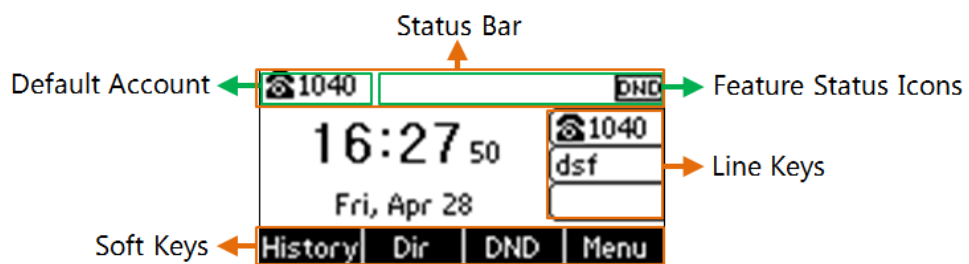 Status Bar
Default Account
1040
DND
Feature Status Icons
16:27 50
1040
dsf
Line Keys
Fri, Apr 28
Soft Keys
History Dir DND Menu